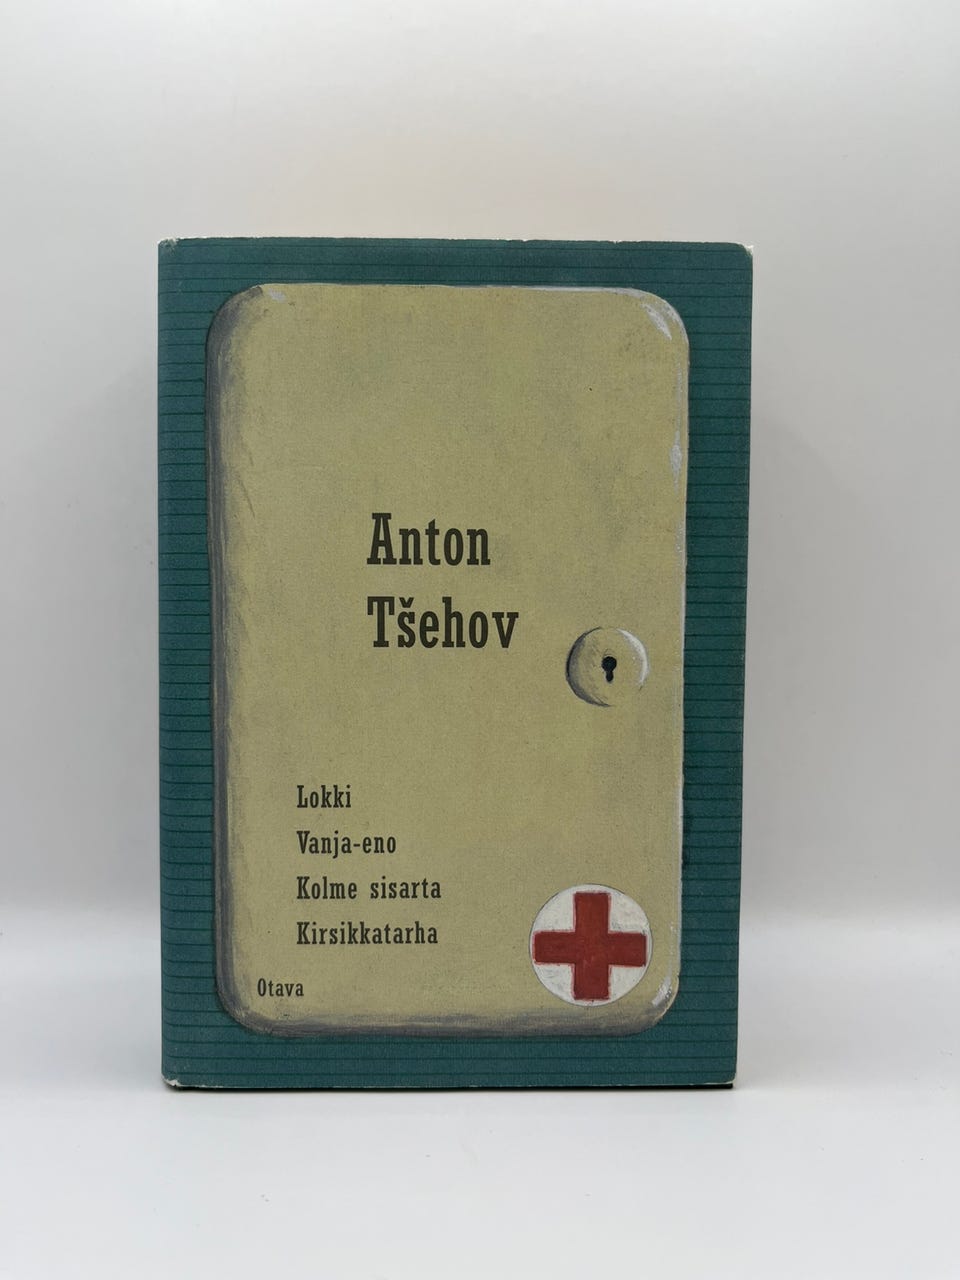 Anton
Tšehov
Lokki
Vanja-eno
Kolme sisarta
Kirsikkatarha
Otava